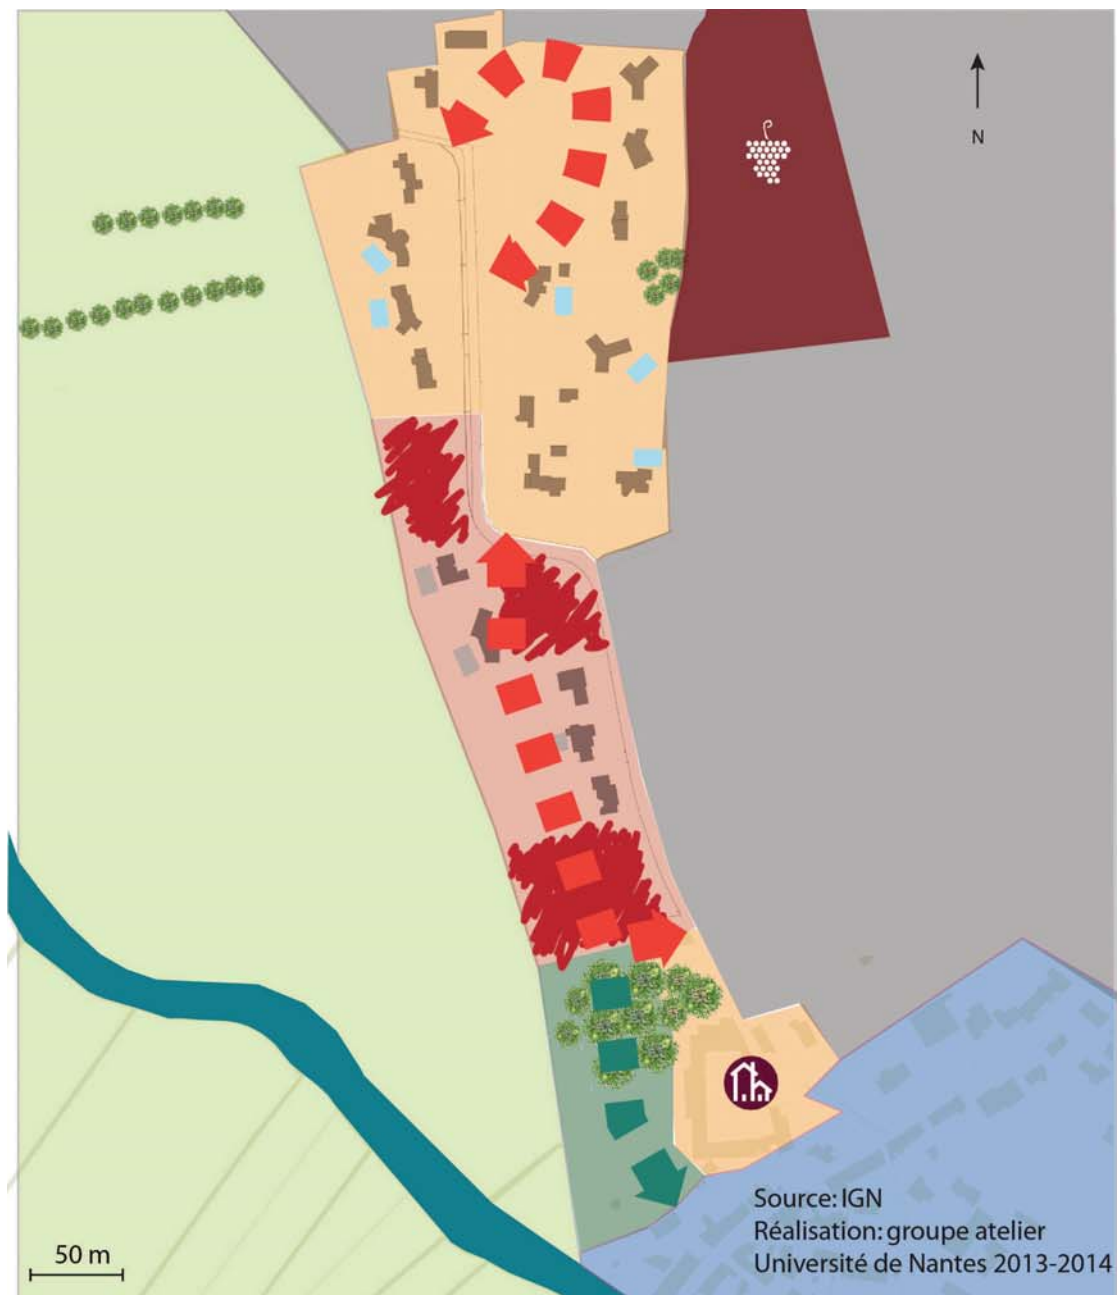 N
50 m
Source: IGN
Réalisation: groupe atelier
Université de Nantes 2013-2014